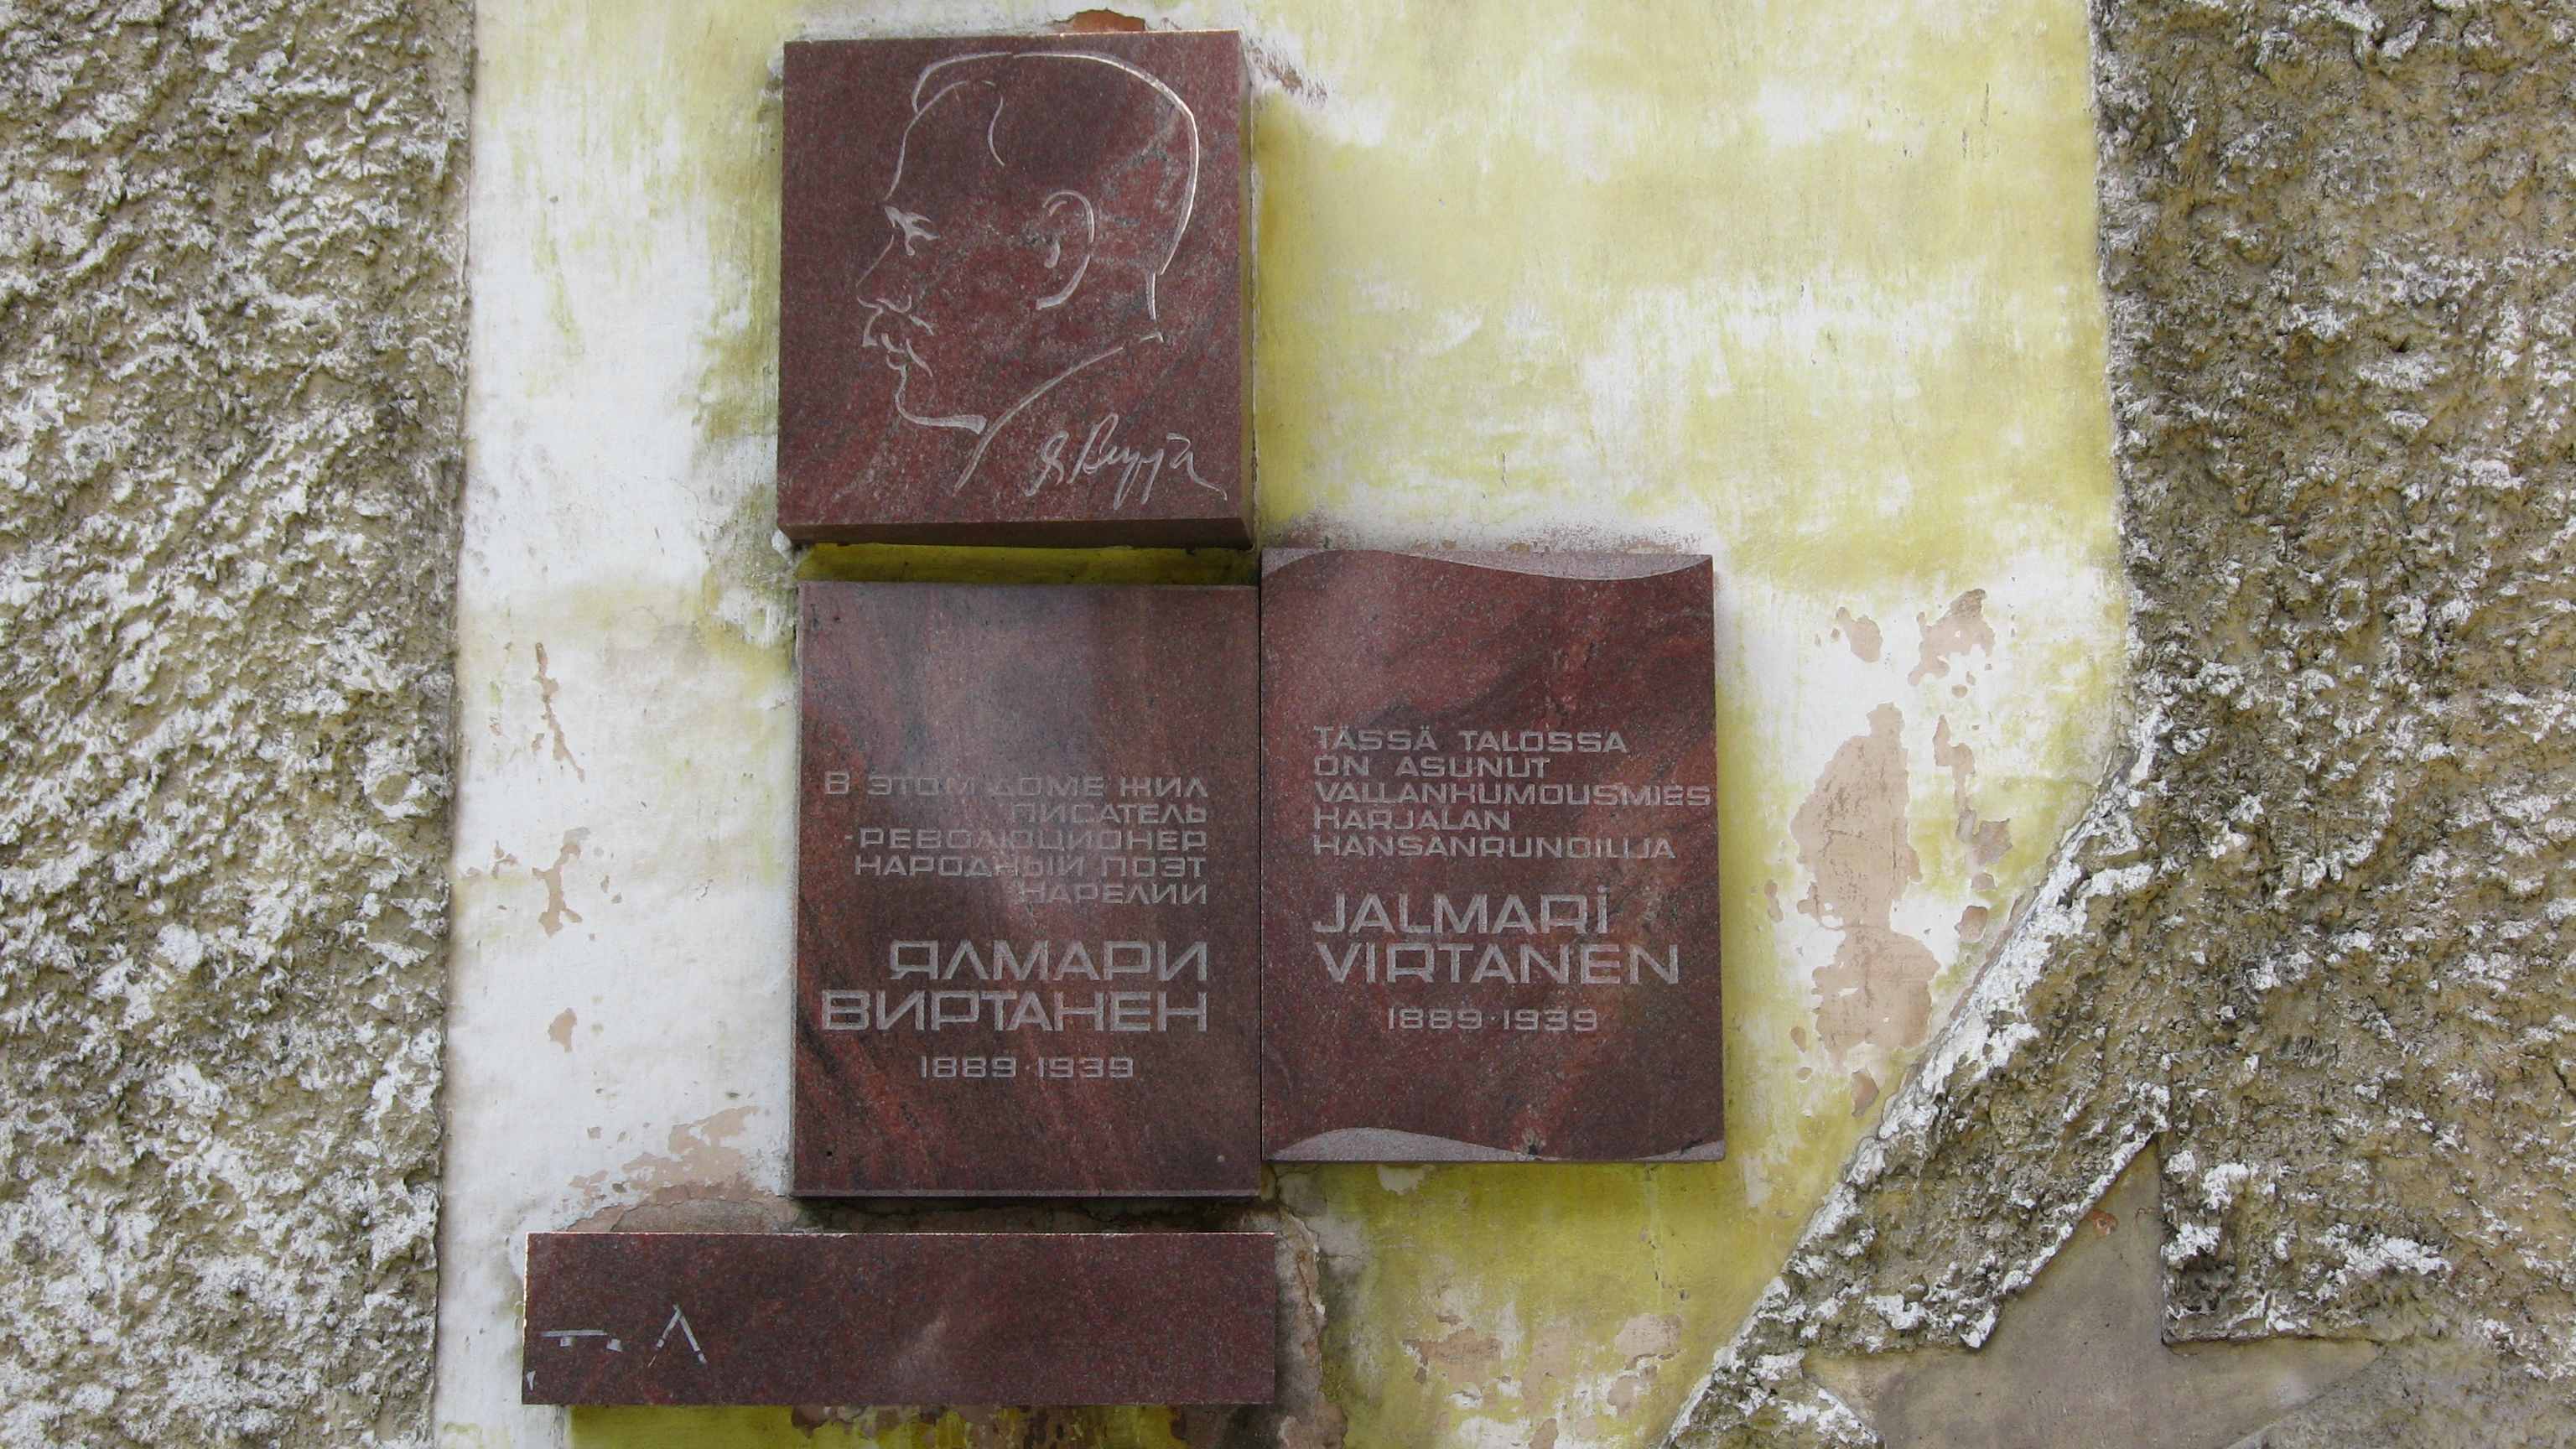 В ЭТОМ ДОМЕ ЖИЛ
ПИСАТЕЛЬ
-РЕВОЛЮЦИОНЕР
НАРОДНЫЙ ПОЭТ
КАРЕЛИИ
ЯЛМАРИ
ВИРТАНЕН
1889·1939
TÄSSÄ TALOSSA
ON ASUNUT
VALLANKUMOUSMIES
KARJALAN
KANSANRUNOILIJA
JALMARI
VIRTANEN
1889·1939